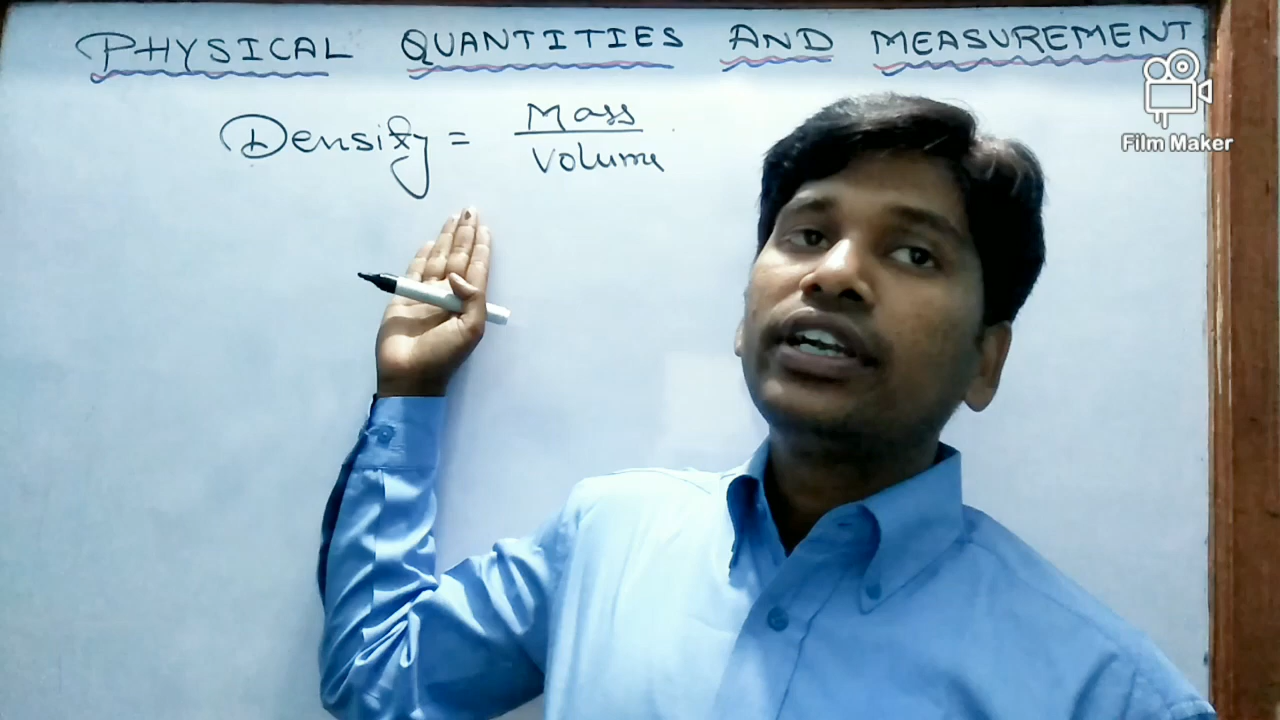 PHYSICAL QUANTITIES AND MEASUREMENT
Density = Mass / Volume
Film Maker